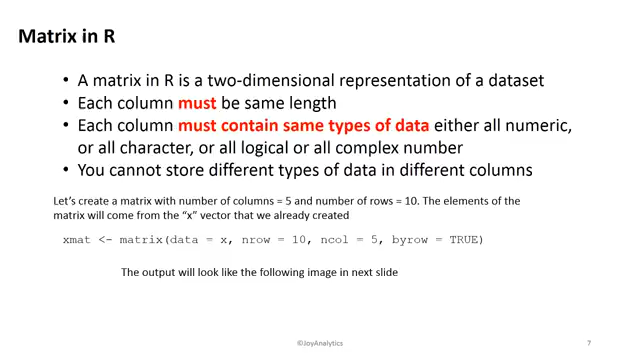 Matrix in R
• A matrix in R is a two-dimensional representation of a dataset
• Each column must be same length
• Each column must contain same types of data either all numeric,
or all character, or all logical or all complex number
• You cannot store different types of data in different columns
Let's create a matrix with number of columns = 5 and number of rows = 10. The elements of the
matrix will come from the “x” vector that we already created
xmat <- matrix(data = x, nrow = 10, ncol = 5, byrow = TRUE)
The output will look like the following image in next slide
©JoyAnalytics
7